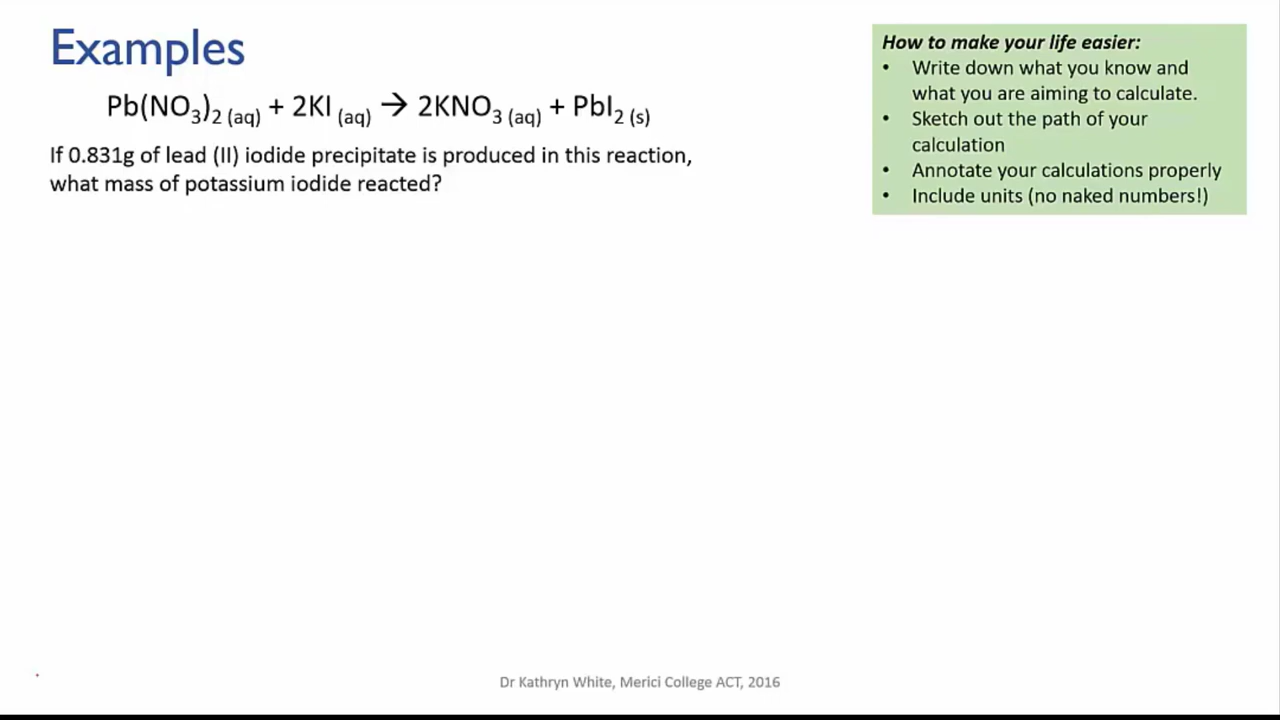 Examples
Pb(NO₃)₂ (aq) + 2KI (aq) → 2KNO₃ (aq) + PbI₂ (s)
If 0.831g of lead (II) iodide precipitate is produced in this reaction,
what mass of potassium iodide reacted?
How to make your life easier:
• Write down what you know and
what you are aiming to calculate.
• Sketch out the path of your
calculation
• Annotate your calculations properly
• Include units (no naked numbers!)
Dr Kathryn White, Merici College ACT, 2016